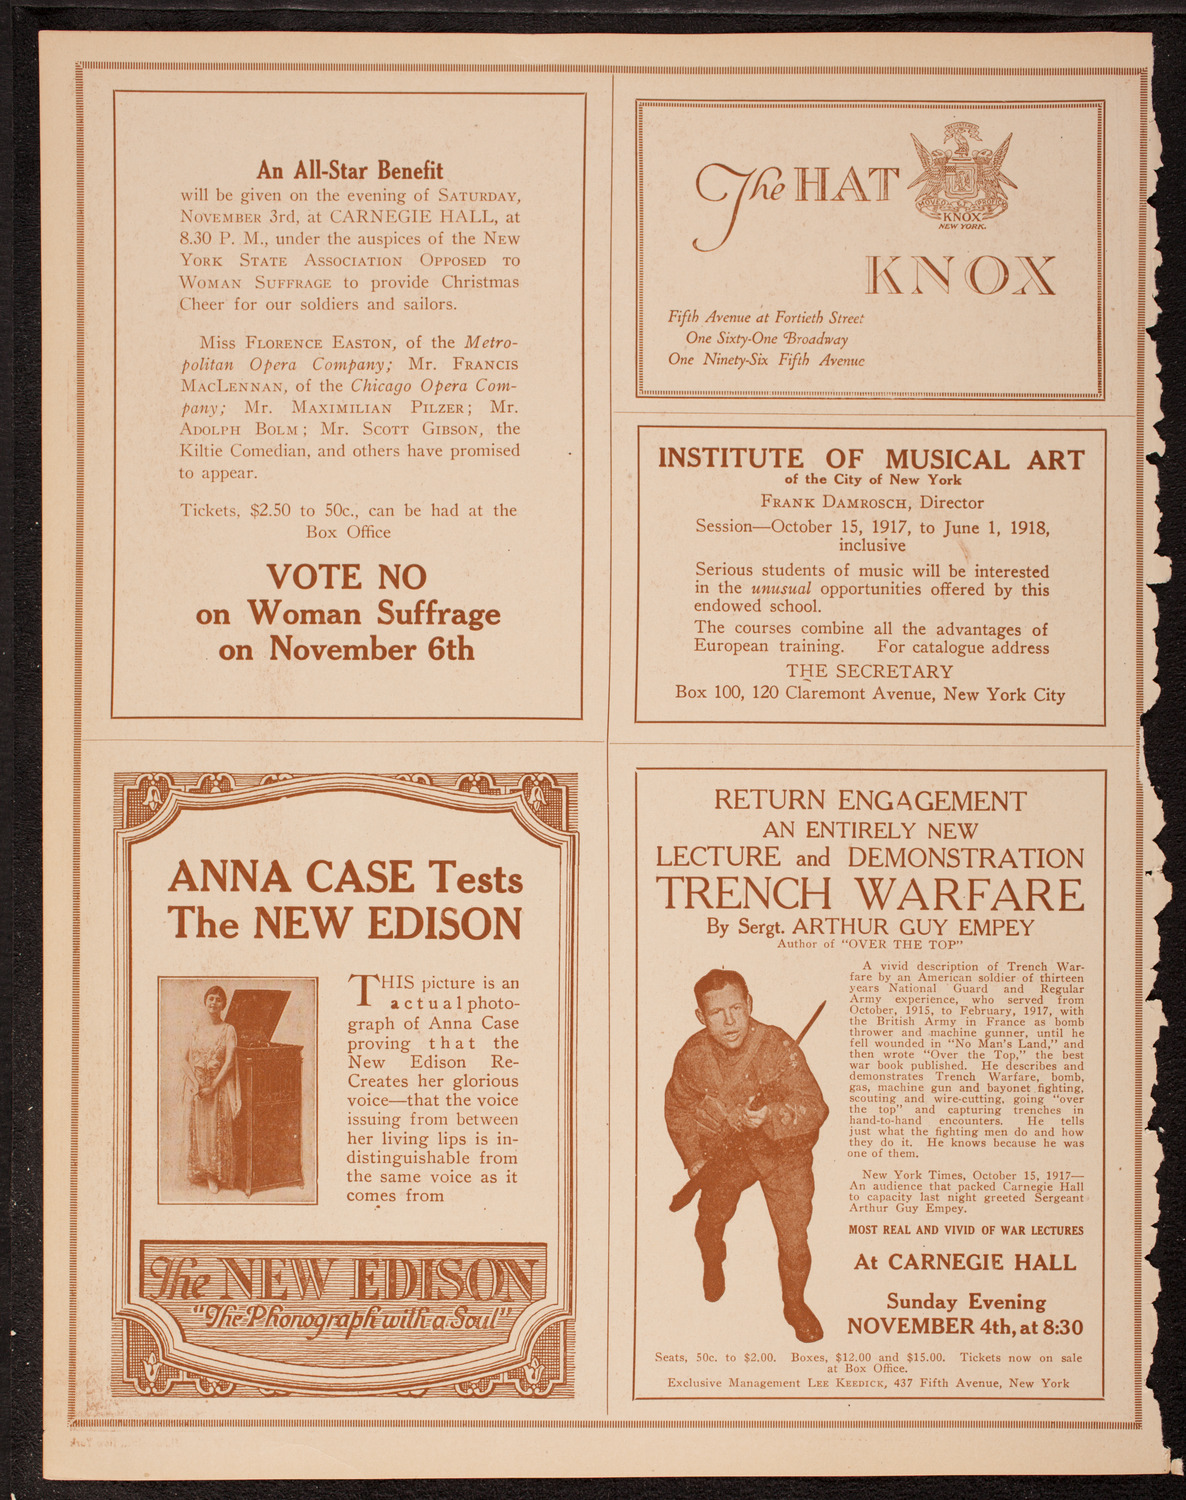 An All-Star Benefit
will be given on the evening of SATURDAY,
NOVEMBER 3rd, at CARNEGIE HALL, at
8.30 P. M., under the auspices of the NEW
YORK STATE ASSOCIATION OPPOSED TO
WOMAN SUFFRAGE to provide Christmas
Cheer for our soldiers and sailors.
Miss FLORENCE EASTON, of the Metro-
politan Opera Company; Mr. FRANCIS
MACLENNAN, of the Chicago Opera Com-
pany; Mr. MAXIMILIAN PILZER; Mr.
ADOLPH BOLM; Mr. SCOTT GIBSON, the
Kiltie Comedian, and others have promised
to appear.
Tickets, $2.50 to 50c., can be had at the
Box Office
VOTE NO
on Woman Suffrage
on November 6th
The HAT
KNOX
NEW YORK.
KNOX
Fifth Avenue at Fortieth Street
One Sixty-One Broadway
One Ninety-Six Fifth Avenue
INSTITUTE OF MUSICAL ART
of the City of New York
FRANK DAMROSCH, Director
Session—October 15, 1917, to June 1, 1918,
inclusive
Serious students of music will be interested
in the unusual opportunities offered by this
endowed school.
The courses combine all the advantages of
European training. For catalogue address
THE SECRETARY
Box 100, 120 Claremont Avenue, New York City
ANNA CASE Tests
The NEW EDISON
THIS picture is an
actual photo-
graph of Anna Case
proving that the
New Edison Re-
Creates her glorious
voice—that the voice
issuing from between
her living lips is in-
distinguishable from
the same voice as it
comes from
The NEW EDISON
"The Phonograph with a Soul"
RETURN ENGAGEMENT
AN ENTIRELY NEW
LECTURE and DEMONSTRATION
TRENCH WARFARE
By Sergt. ARTHUR GUY EMPEY
Author of "OVER THE TOP"
A vivid description of Trench War-
fare by an American soldier of thirteen
years National Guard and Regular
Army experience, who served from
October, 1915, to February, 1917, with
the British Army in France as bomb
thrower and machine gunner, until he
fell wounded in "No Man's Land," and
then wrote "Over the Top," the best
war book published. He describes and
demonstrates Trench Warfare, bomb,
gas, machine gun and bayonet fighting,
scouting and wire-cutting, going "over
the top" and capturing trenches in
hand-to-hand encounters. He tells
just what the fighting men do and how
they do it. He knows because he was
one of them.
New York Times, October 15, 1917—
An audience that packed Carnegie Hall
to capacity last night greeted Sergeant
Arthur Guy Empey.
MOST REAL AND VIVID OF WAR LECTURES
At CARNEGIE HALL
Sunday Evening
NOVEMBER 4th, at 8:30
Seats, 50c. to $2.00. Boxes, $12.00 and $15.00. Tickets now on sale
at Box Office.
Exclusive Management LEE KEEDICK, 437 Fifth Avenue, New York